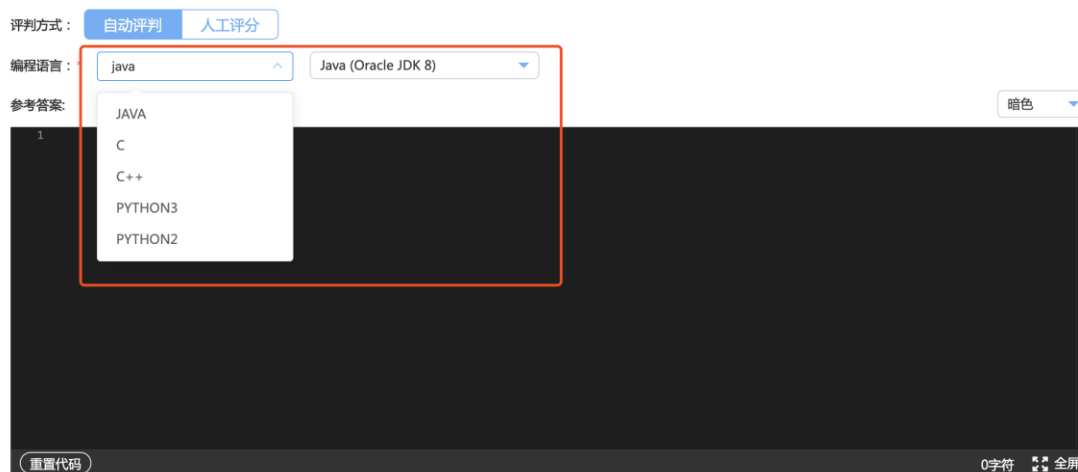 评判方式： 自动评判 人工评分
编程语言：* java Java (Oracle JDK 8)
参考答案: 暗色
JAVA
1
C
C++
PYTHON3
PYTHON2
重置代码 0字符 全屏